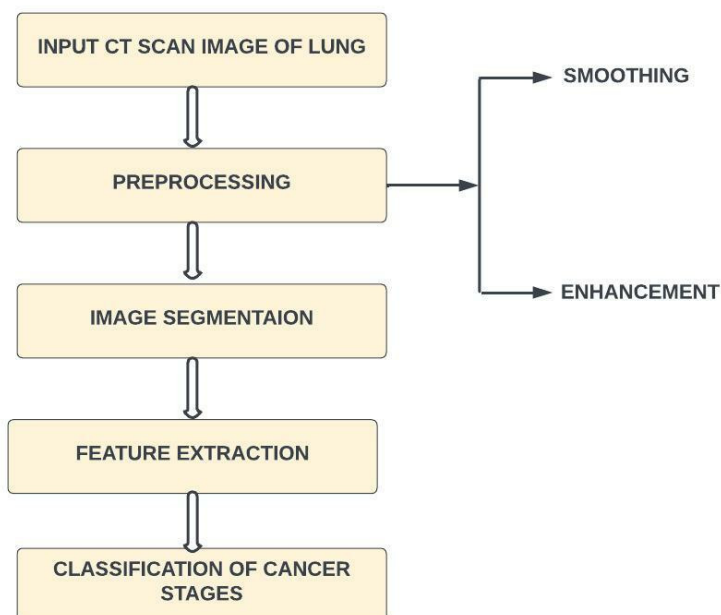 INPUT CT SCAN IMAGE OF LUNG
SMOOTHING
PREPROCESSING
ENHANCEMENT
IMAGE SEGMENTAION
FEATURE EXTRACTION
CLASSIFICATION OF CANCER
STAGES